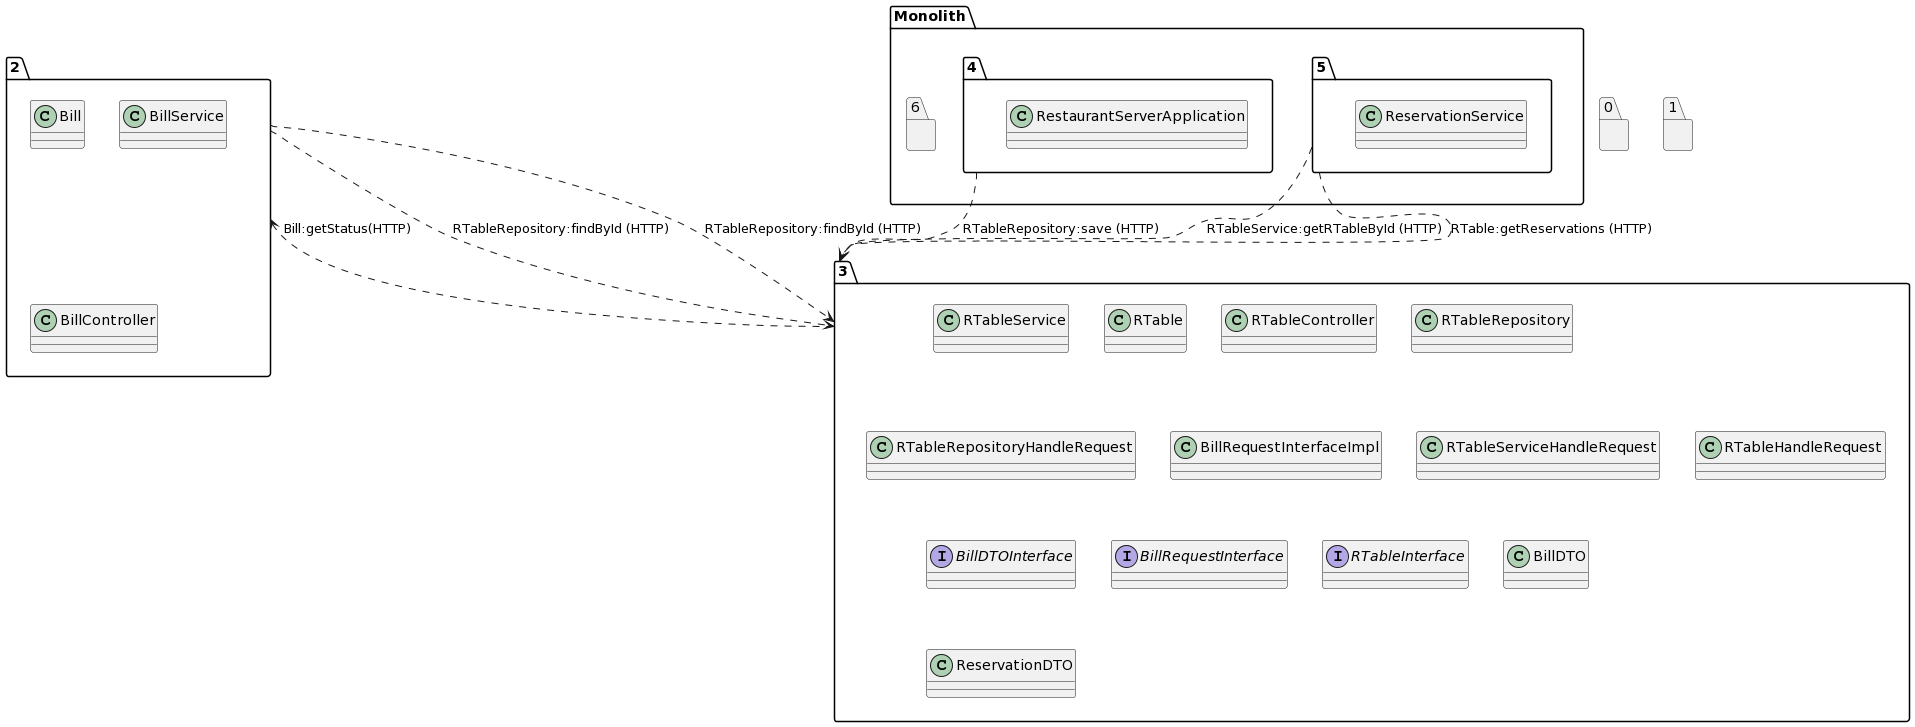 Monolith
2
4
5
C Bill
C BillService
6
C RestaurantServerApplication
C ReservationService
0
1
Bill:getStatus(HTTP)
RTableRepository:findById (HTTP)
RTableRepository:findById (HTTP)
RTableRepository:save (HTTP)
RTableService:getRTableById (HTTP)
RTable:getReservations (HTTP)
3
C BillController
C RTableService
C RTable
C RTableController
C RTableRepository
C RTableRepositoryHandleRequest
C BillRequestInterfaceImpl
C RTableServiceHandleRequest
C RTableHandleRequest
I BillDTOInterface
I BillRequestInterface
I RTableInterface
C BillDTO
C ReservationDTO